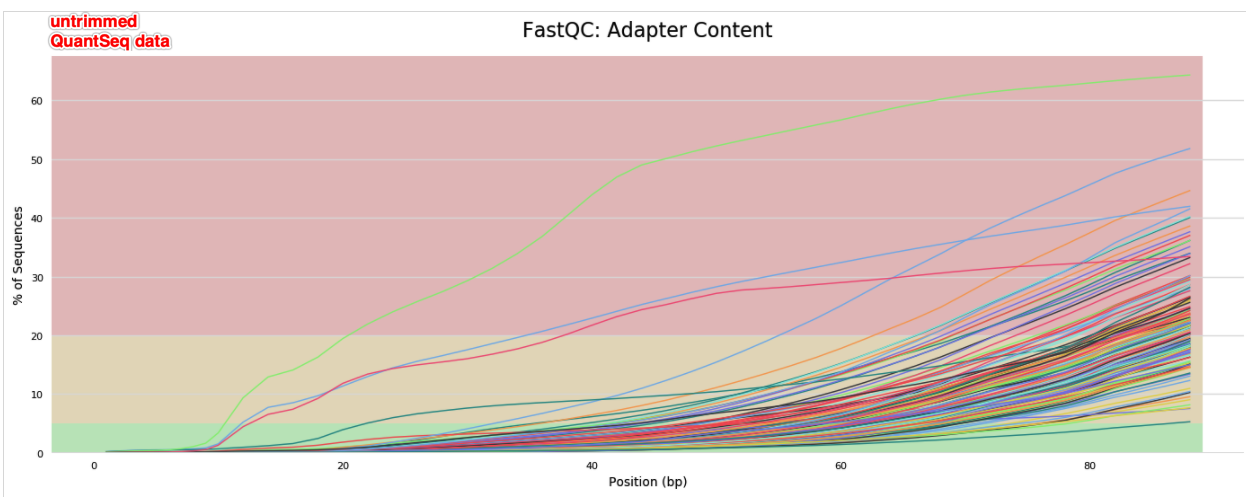 untrimmed
QuantSeq data
FastQC: Adapter Content
% of Sequences
60
50
40
30
20
10
0
0 20 40 60 80
Position (bp)